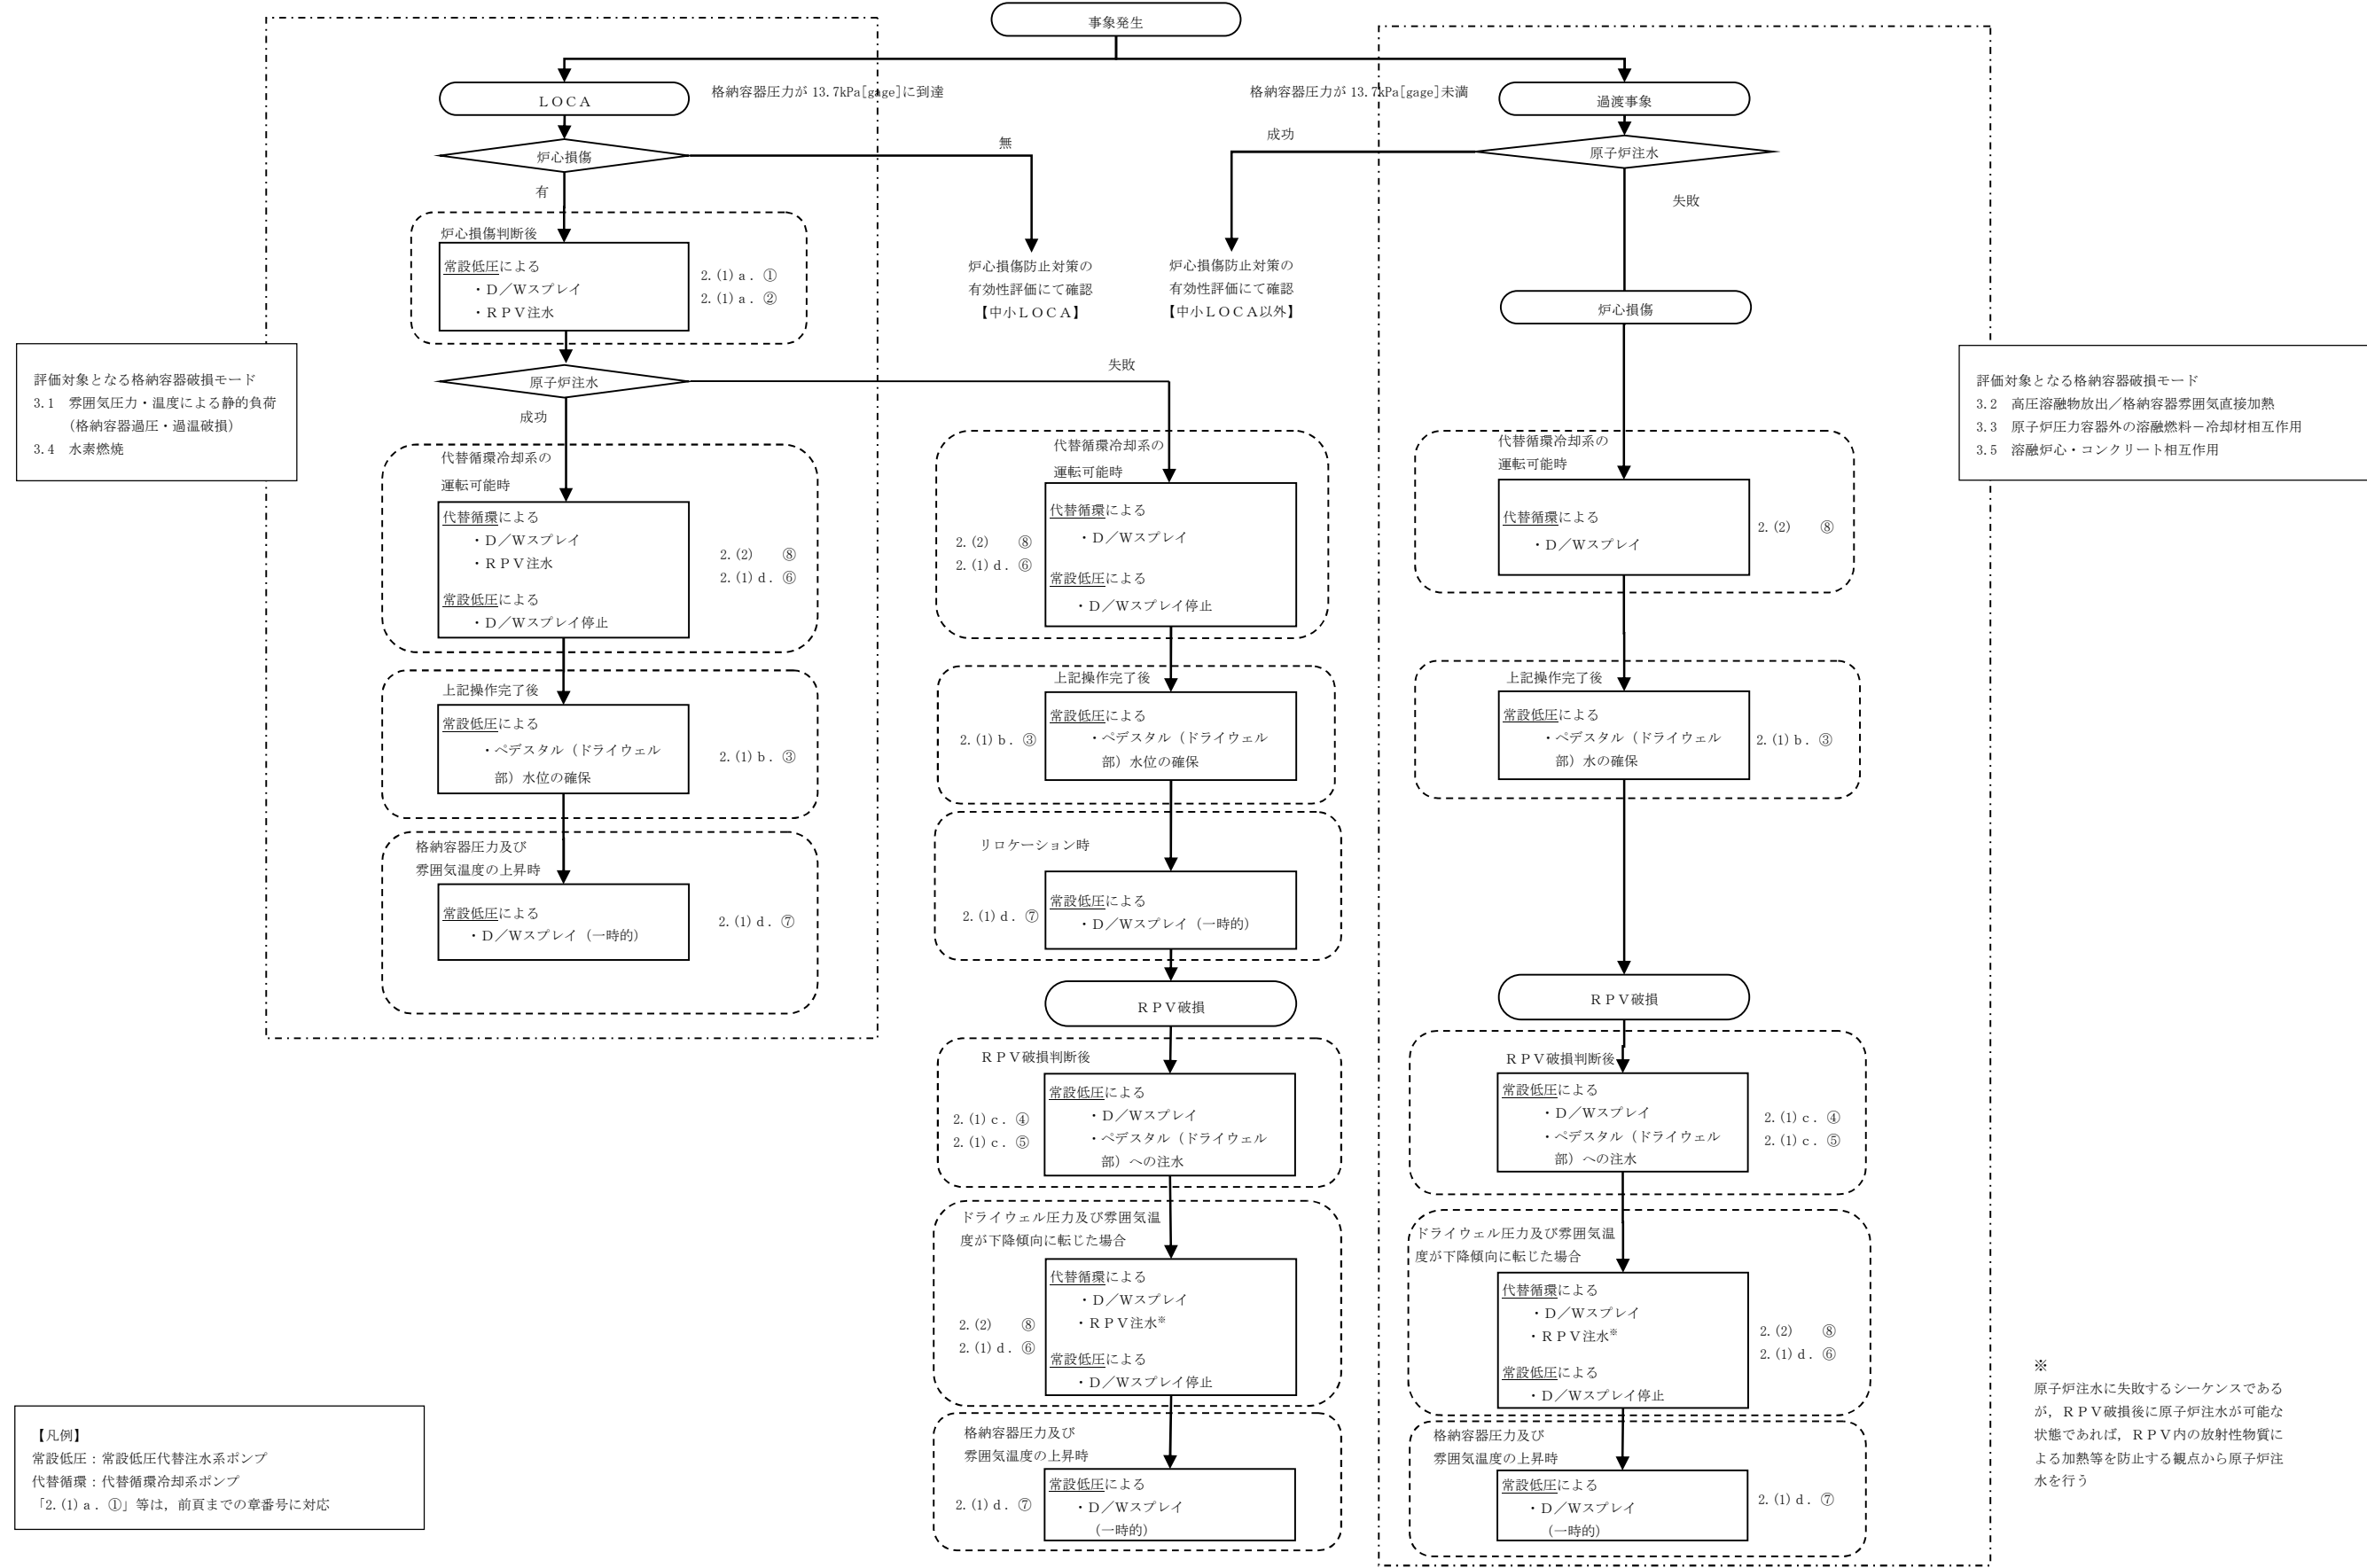 事象発生
LOCA
格納容器圧力が 13.7kPa[gage]に到達
格納容器圧力が 13.7kPa[gage]未満
過渡事象
炉心損傷
無
有
成功
原子炉注水
失敗
炉心損傷判断後
常設低圧による
・D／Wスプレイ
・RPV注水
2.(1)a．①
2.(1)a．②
炉心損傷防止対策の
有効性評価にて確認
【中小LOCA】
炉心損傷防止対策の
有効性評価にて確認
【中小LOCA以外】
炉心損傷
評価対象となる格納容器破損モード
3.1　雰囲気圧力・温度による静的負荷
（格納容器過圧・過温破損）
3.4　水素燃焼
原子炉注水
失敗
成功
評価対象となる格納容器破損モード
3.2　高圧溶融物放出／格納容器雰囲気直接加熱
3.3　原子炉圧力容器外の溶融燃料－冷却材相互作用
3.5　溶融炉心・コンクリート相互作用
代替循環冷却系の
運転可能時
代替循環による
・D／Wスプレイ
・RPV注水
常設低圧による
・D／Wスプレイ停止
2.(2)　　⑧
2.(1)d．⑥
上記操作完了後
常設低圧による
・ペデスタル（ドライウェル
部）水位の確保
2.(1)b．③
格納容器圧力及び
雰囲気温度の上昇時
常設低圧による
・D／Wスプレイ（一時的）
2.(1)d．⑦
代替循環冷却系の
運転可能時
代替循環による
・D／Wスプレイ
常設低圧による
・D／Wスプレイ停止
2.(2)　　⑧
2.(1)d．⑥
上記操作完了後
常設低圧による
・ペデスタル（ドライウェル
部）水位の確保
2.(1)b．③
リロケーション時
常設低圧による
・D／Wスプレイ（一時的）
2.(1)d．⑦
RPV破損
RPV破損判断後
常設低圧による
・D／Wスプレイ
・ペデスタル（ドライウェル
部）への注水
2.(1)c．④
2.(1)c．⑤
ドライウェル圧力及び雰囲気温
度が下降傾向に転じた場合
代替循環による
・D／Wスプレイ
・RPV注水※
常設低圧による
・D／Wスプレイ停止
2.(2)　　⑧
2.(1)d．⑥
格納容器圧力及び
雰囲気温度の上昇時
常設低圧による
・D／Wスプレイ
（一時的）
2.(1)d．⑦
代替循環冷却系の
運転可能時
代替循環による
・D／Wスプレイ
2.(2)　　⑧
上記操作完了後
常設低圧による
・ペデスタル（ドライウェル
部）水の確保
2.(1)b．③
RPV破損
RPV破損判断後
常設低圧による
・D／Wスプレイ
・ペデスタル（ドライウェル
部）への注水
2.(1)c．④
2.(1)c．⑤
ドライウェル圧力及び雰囲気温
度が下降傾向に転じた場合
代替循環による
・D／Wスプレイ
・RPV注水※
常設低圧による
・D／Wスプレイ停止
2.(2)　　⑧
2.(1)d．⑥
格納容器圧力及び
雰囲気温度の上昇時
常設低圧による
・D／Wスプレイ
（一時的）
2.(1)d．⑦
【凡例】
常設低圧：常設低圧代替注水系ポンプ
代替循環：代替循環冷却系ポンプ
「2.(1)a．①」等は，前頁までの章番号に対応
※
原子炉注水に失敗するシーケンスである
が，RPV破損後に原子炉注水が可能な
状態であれば，RPV内の放射性物質に
よる加熱等を防止する観点から原子炉注
水を行う